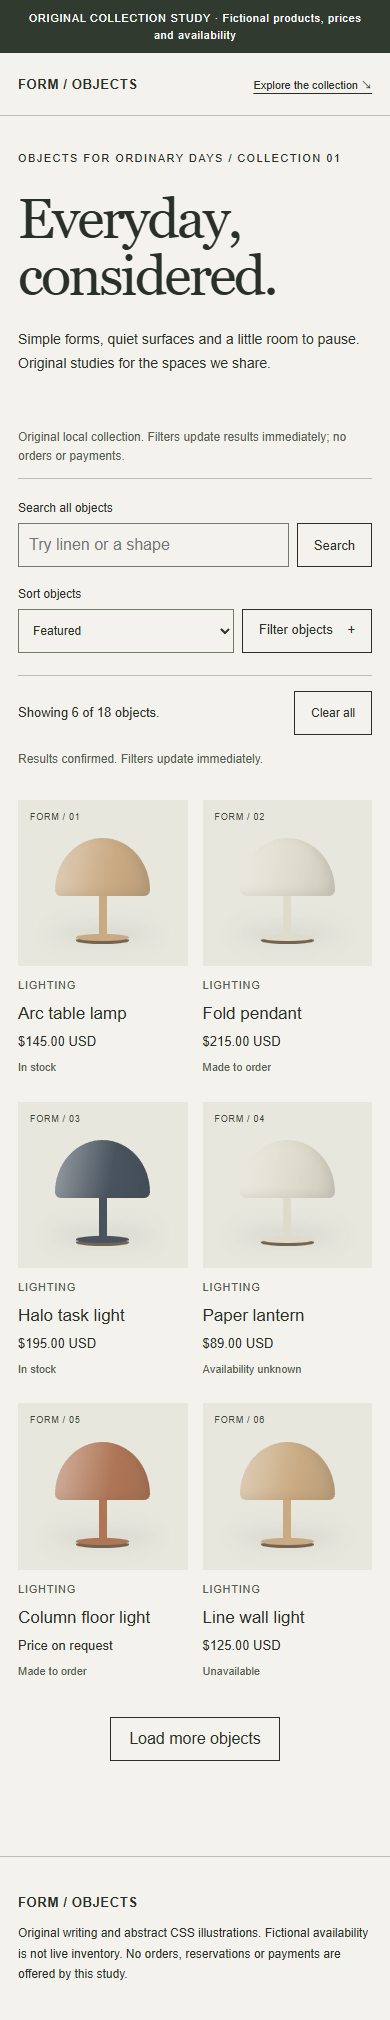 ORIGINAL COLLECTION STUDY · Fictional products, prices
and availability
FORM / OBJECTS
Explore the collection ↘
OBJECTS FOR ORDINARY DAYS / COLLECTION 01
Everyday,
considered.
Simple forms, quiet surfaces and a little room to pause.
Original studies for the spaces we share.
Original local collection. Filters update results immediately; no
orders or payments.
Search all objects
Try linen or a shape
Search
Sort objects
Featured
Filter objects +
Showing 6 of 18 objects.
Clear all
Results confirmed. Filters update immediately.
FORM / 01
LIGHTING
Arc table lamp
$145.00 USD
In stock
FORM / 02
LIGHTING
Fold pendant
$215.00 USD
Made to order
FORM / 03
LIGHTING
Halo task light
$195.00 USD
In stock
FORM / 04
LIGHTING
Paper lantern
$89.00 USD
Availability unknown
FORM / 05
LIGHTING
Column floor light
Price on request
Made to order
FORM / 06
LIGHTING
Line wall light
$125.00 USD
Unavailable
Load more objects
FORM / OBJECTS
Original writing and abstract CSS illustrations. Fictional availability
is not live inventory. No orders, reservations or payments are
offered by this study.